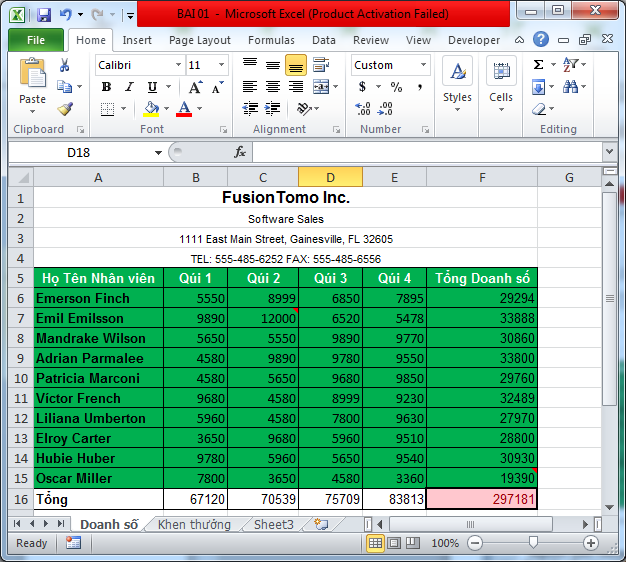 BAI 01 - Microsoft Excel (Product Activation Failed)
File Home Insert Page Layout Formulas Data Review View Developer
Calibri 11 Custom
Paste B I U A A A $ % , Styles Cells Σ
Clipboard Font Alignment Number Editing
D18 fx
A B C D E F G
1 FusionTomo Inc.
2 Software Sales
3 1111 East Main Street, Gainesville, FL 32605
4 TEL: 555-485-6252 FAX: 555-485-6556
5 Họ Tên Nhân viên Qúi 1 Qúi 2 Qúi 3 Qúi 4 Tổng Doanh số
6 Emerson Finch 5550 8999 6850 7895 29294
7 Emil Emilsson 9890 12000 6520 5478 33888
8 Mandrake Wilson 5650 5550 9890 9770 30860
9 Adrian Parmalee 4580 9890 9780 9550 33800
10 Patricia Marconi 4580 5650 9680 9850 29760
11 Victor French 9680 4580 8999 9230 32489
12 Liliana Umberton 5960 4580 7800 9630 27970
13 Elroy Carter 3650 9680 5960 9510 28800
14 Hubie Huber 9780 5960 5650 9540 30930
15 Oscar Miller 7800 3650 4580 3360 19390
16 Tổng 67120 70539 75709 83813 297181
Doanh số Khen thưởng Sheet3
Ready 100%